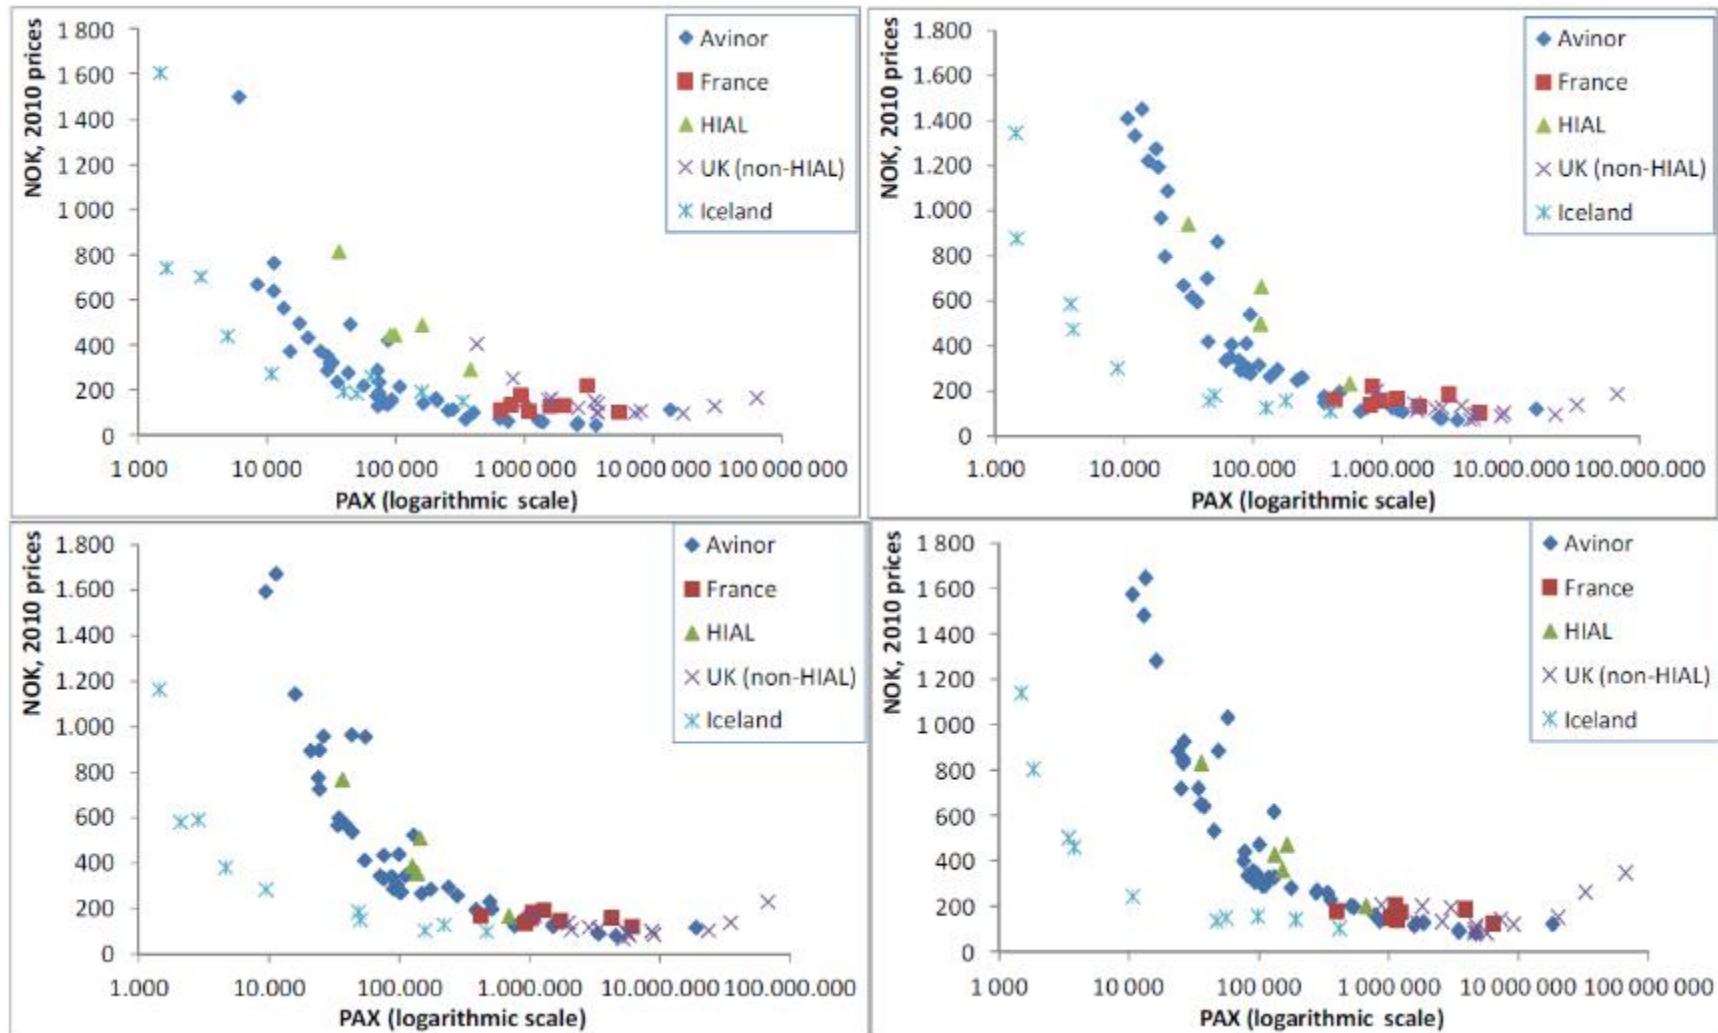 NOK, 2010 prices
1 800
1 600
1 400
1 200
1 000
800
600
400
200
0
1 000 10 000 100 000 1 000 000 10 000 000 100 000 000
PAX (logarithmic scale)
Avinor
France
HIAL
UK (non-HIAL)
Iceland
NOK, 2010 prices
1.800
1.600
1.400
1.200
1.000
800
600
400
200
0
1.000 10.000 100.000 1.000.000 10.000.000 100.000.000
PAX (logarithmic scale)
Avinor
France
HIAL
UK (non-HIAL)
Iceland
NOK, 2010 prices
1.800
1.600
1.400
1.200
1.000
800
600
400
200
0
1.000 10.000 100.000 1.000.000 10.000.000 100.000.000
PAX (logarithmic scale)
Avinor
France
HIAL
UK (non-HIAL)
Iceland
NOK, 2010 prices
1 800
1 600
1 400
1 200
1 000
800
600
400
200
0
1 000 10 000 100 000 1 000 000 10 000 000 100 000 000
PAX (logarithmic scale)
Avinor
France
HIAL
UK (non-HIAL)
Iceland